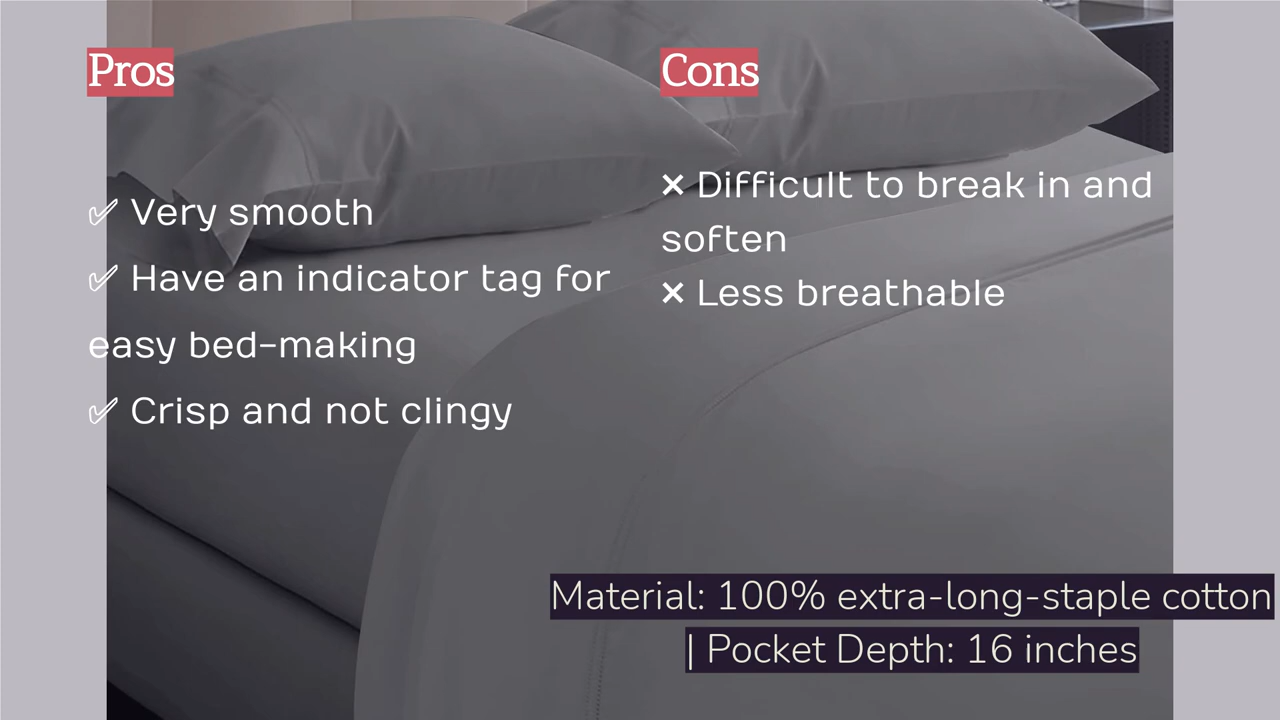 Pros
✓ Very smooth
✓ Have an indicator tag for
easy bed-making
✓ Crisp and not clingy
Cons
× Difficult to break in and
soften
× Less breathable
Material: 100% extra-long-staple cotton
| Pocket Depth: 16 inches